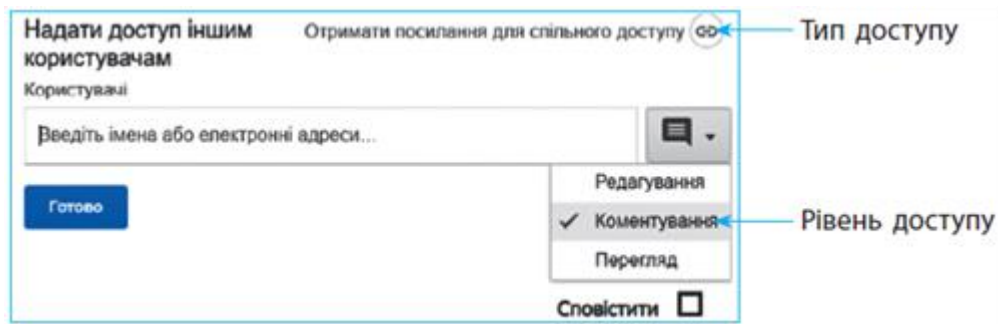 Надати доступ іншим користувачам
Отримати посилання для спільного доступу
Тип доступу
Користувачі
Введіть імена або електронні адреси...
Готово
Редагування
Коментування
Рівень доступу
Перегляд
Сповістити